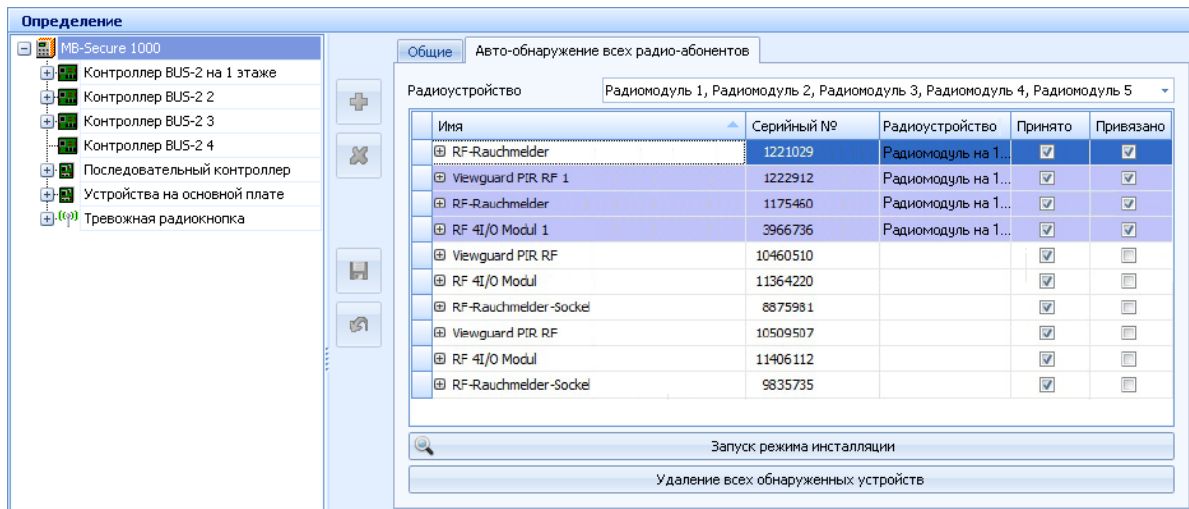 Определение
MB-Secure 1000
Контроллер BUS-2 на 1 этаже
Контроллер BUS-2 2
Контроллер BUS-2 3
Контроллер BUS-2 4
Последовательный контроллер
Устройства на основной плате
Тревожная радиокнопка
Общие Авто-обнаружение всех радио-абонентов
Радиоустройство Радиомодуль 1, Радиомодуль 2, Радиомодуль 3, Радиомодуль 4, Радиомодуль 5
Имя Серийный № Радиоустройство Принято Привязано
RF-Rauchmelder 1221029 Радиомодуль на 1...
Viewguard PIR RF 1 1222912 Радиомодуль на 1...
RF-Rauchmelder 1175460 Радиомодуль на 1...
RF 4I/O Modul 1 3966736 Радиомодуль на 1...
Viewguard PIR RF 10460510
RF 4I/O Modul 11364220
RF-Rauchmelder-Sockel 8875981
Viewguard PIR RF 10509507
RF 4I/O Modul 11406112
RF-Rauchmelder-Sockel 9835735
Запуск режима инсталляции
Удаление всех обнаруженных устройств